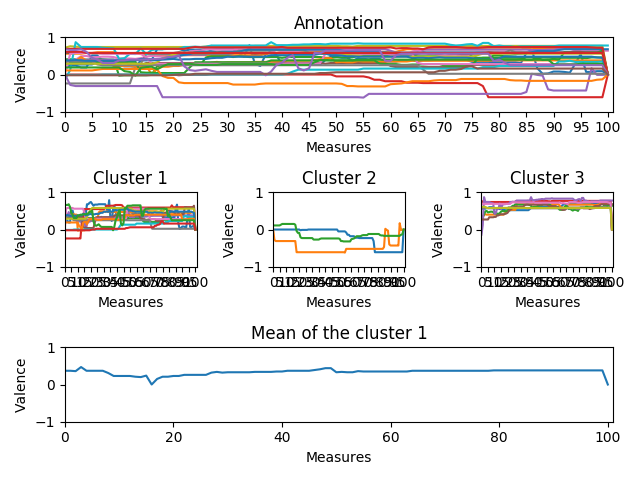 Annotation
Valence
1
0
−1
0 5 10 15 20 25 30 35 40 45 50 55 60 65 70 75 80 85 90 95 100
Measures
Cluster 1 Cluster 2 Cluster 3
Valence Valence Valence
1 1 1
0 0 0
−1 −1 −1
Measures Measures Measures
Mean of the cluster 1
Valence
1
0
−1
0 20 40 60 80 100
Measures